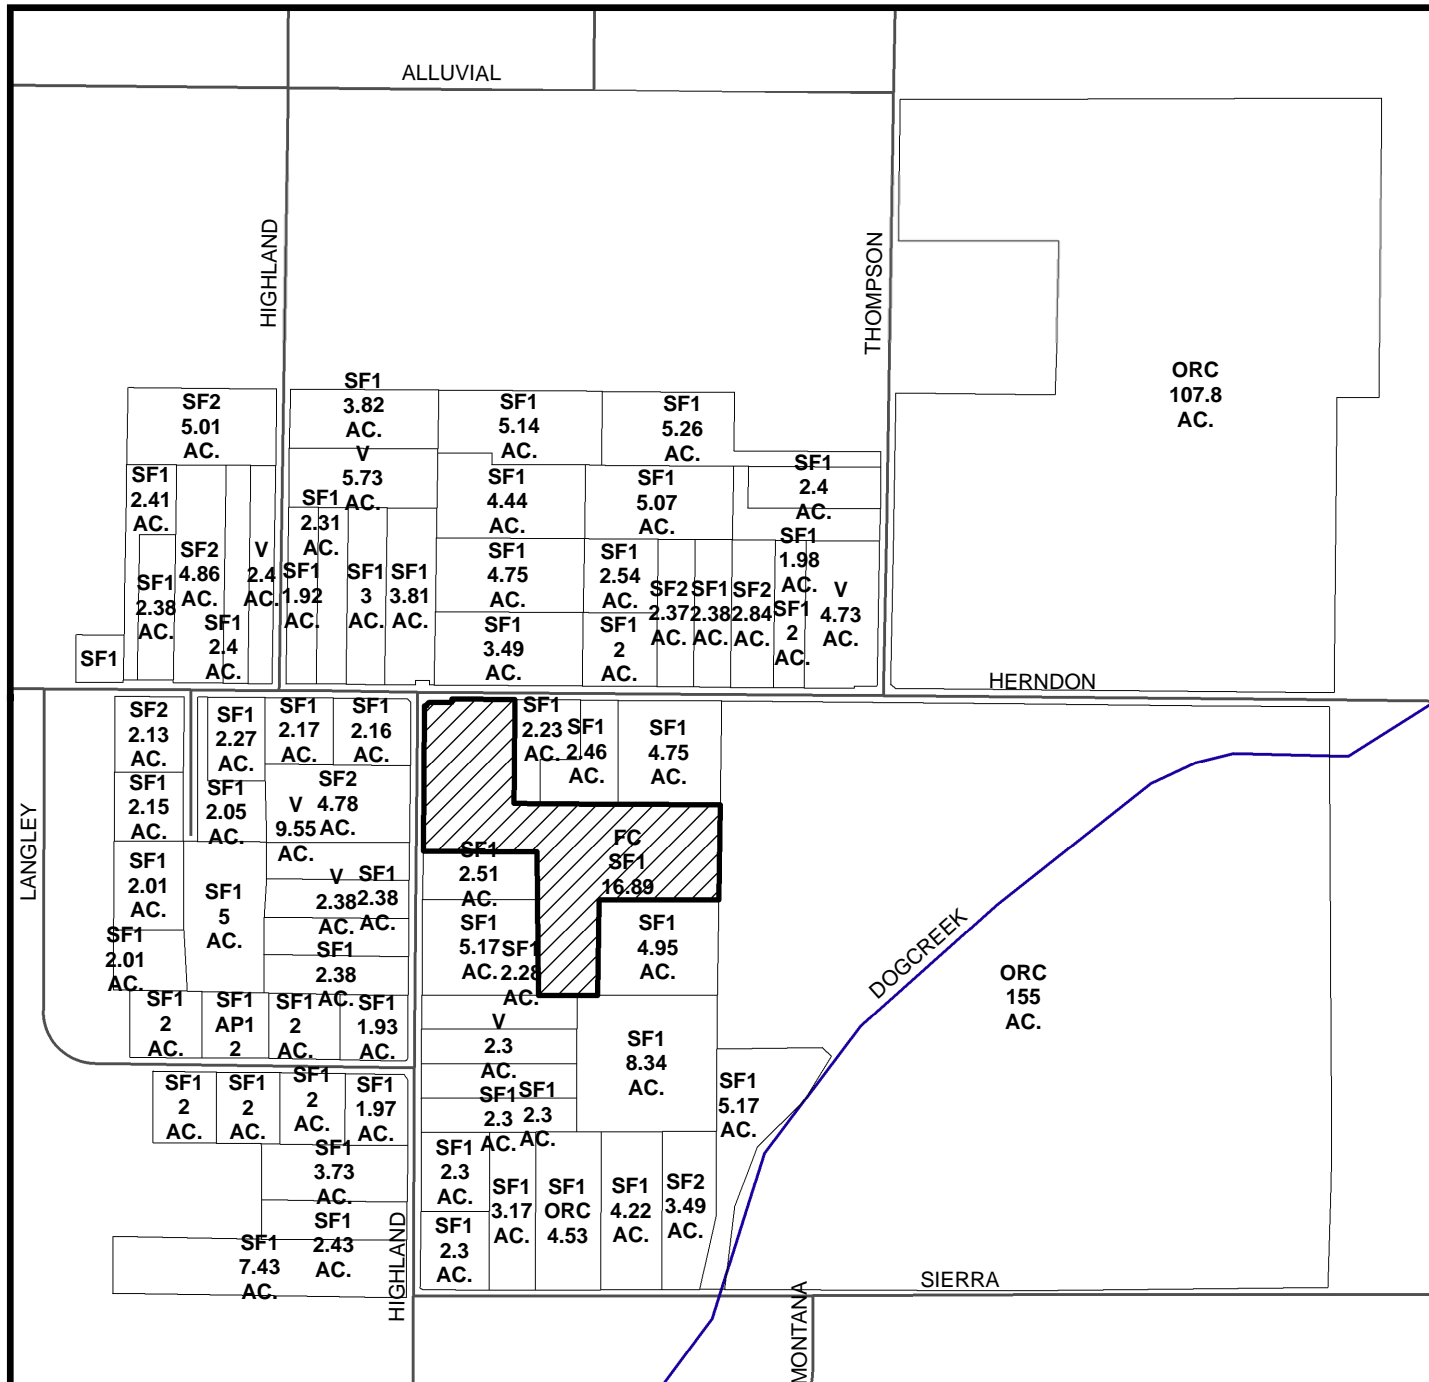 ALLUVIAL
HIGHLAND
THOMPSON
ORC
107.8
AC.
SF2
5.01
AC.
SF1
3.82
AC.
SF1
5.14
AC.
SF1
5.26
AC.
V
5.73
AC.
SF1
2.41
AC.
SF1
4.44
AC.
SF1
5.07
AC.
SF1
2.4
AC.
SF1
2.31
AC.
SF2
4.86
AC.
V
2.4
AC.
SF1
2.38
AC.
SF1
2.4
AC.
SF1
1.92
AC.
SF1
3
AC.
SF1
3.81
AC.
SF1
4.75
AC.
SF1
2.54
AC.
SF2
2.37
AC.
SF1
2.38
AC.
SF2
2.84
AC.
SF1
1.98
AC.
SF1
2
AC.
V
4.73
AC.
SF1
SF1
3.49
AC.
SF1
2
AC.
HERNDON
SF2
2.13
AC.
SF1
2.27
AC.
SF1
2.17
AC.
SF1
2.16
AC.
SF1
2.23
AC.
SF1
2.46
AC.
SF1
4.75
AC.
LANGLEY
SF1
2.15
AC.
SF1
2.05
AC.
V
9.55
AC.
SF2
4.78
AC.
FC
SF1
16.89
SF1
2.51
AC.
SF1
2.01
AC.
SF1
5
AC.
V
2.38
AC.
SF1
2.38
AC.
SF1
2.01
AC.
SF1
2.38
AC.
SF1
5.17
AC.
SF1
2.28
AC.
SF1
4.95
AC.
DOGCREEK
ORC
155
AC.
SF1
2
AC.
SF1
AP1
2
SF1
2
AC.
SF1
1.93
AC.
V
2.3
AC.
SF1
8.34
AC.
SF1
2
AC.
SF1
2
AC.
SF1
2
AC.
SF1
1.97
AC.
SF1
2.3
AC.
SF1
2.3
AC.
SF1
5.17
AC.
SF1
3.73
AC.
SF1
2.3
AC.
SF1
3.17
AC.
SF1
ORC
4.53
SF1
4.22
AC.
SF2
3.49
AC.
SF1
2.43
AC.
SF1
7.43
AC.
SF1
2.3
AC.
HIGHLAND
SIERRA
MONTANA